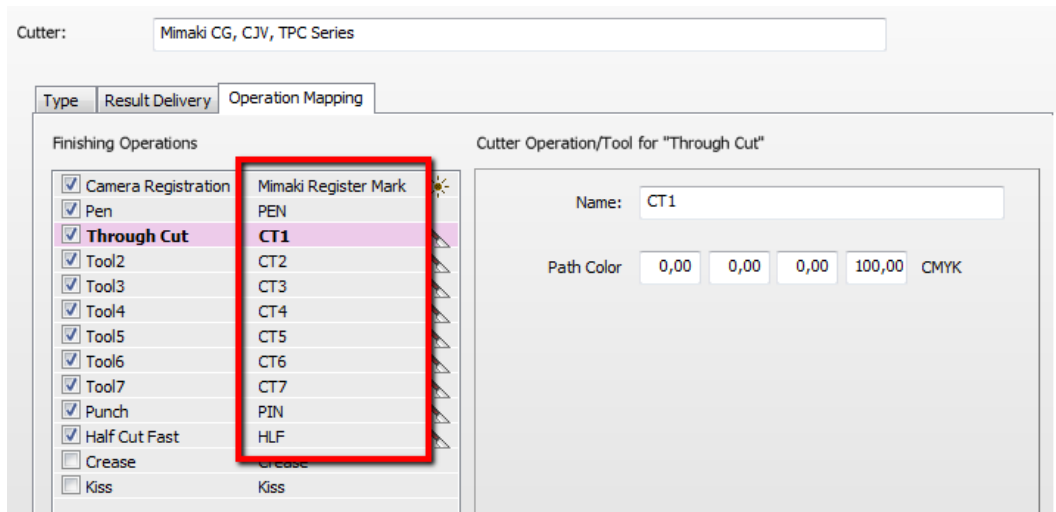 Cutter: Mimaki CG, CJV, TPC Series
Type Result Delivery Operation Mapping
Finishing Operations
Camera Registration Mimaki Register Mark
Pen PEN
Through Cut CT1
Tool2 CT2
Tool3 CT3
Tool4 CT4
Tool5 CT5
Tool6 CT6
Tool7 CT7
Punch PIN
Half Cut Fast HLF
Crease Crease
Kiss Kiss
Cutter Operation/Tool for "Through Cut"
Name: CT1
Path Color 0,00 0,00 0,00 100,00 CMYK